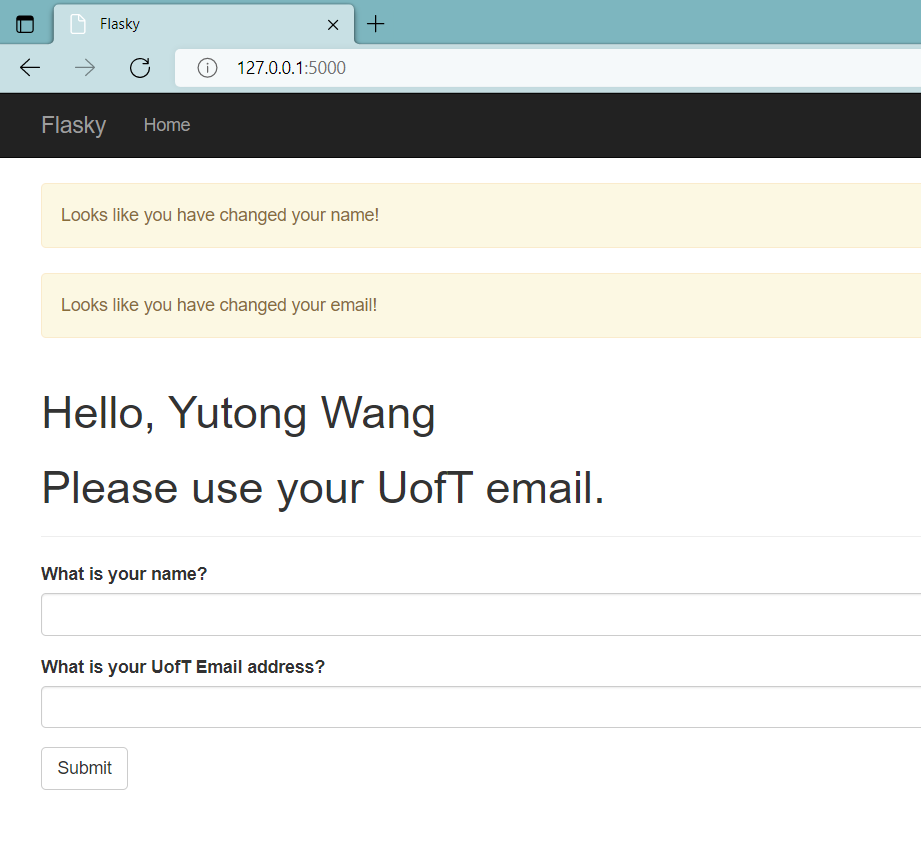 Flasky
127.0.0.1:5000
Flasky Home
Looks like you have changed your name!
Looks like you have changed your email!
Hello, Yutong Wang
Please use your UofT email.
What is your name?
What is your UofT Email address?
Submit